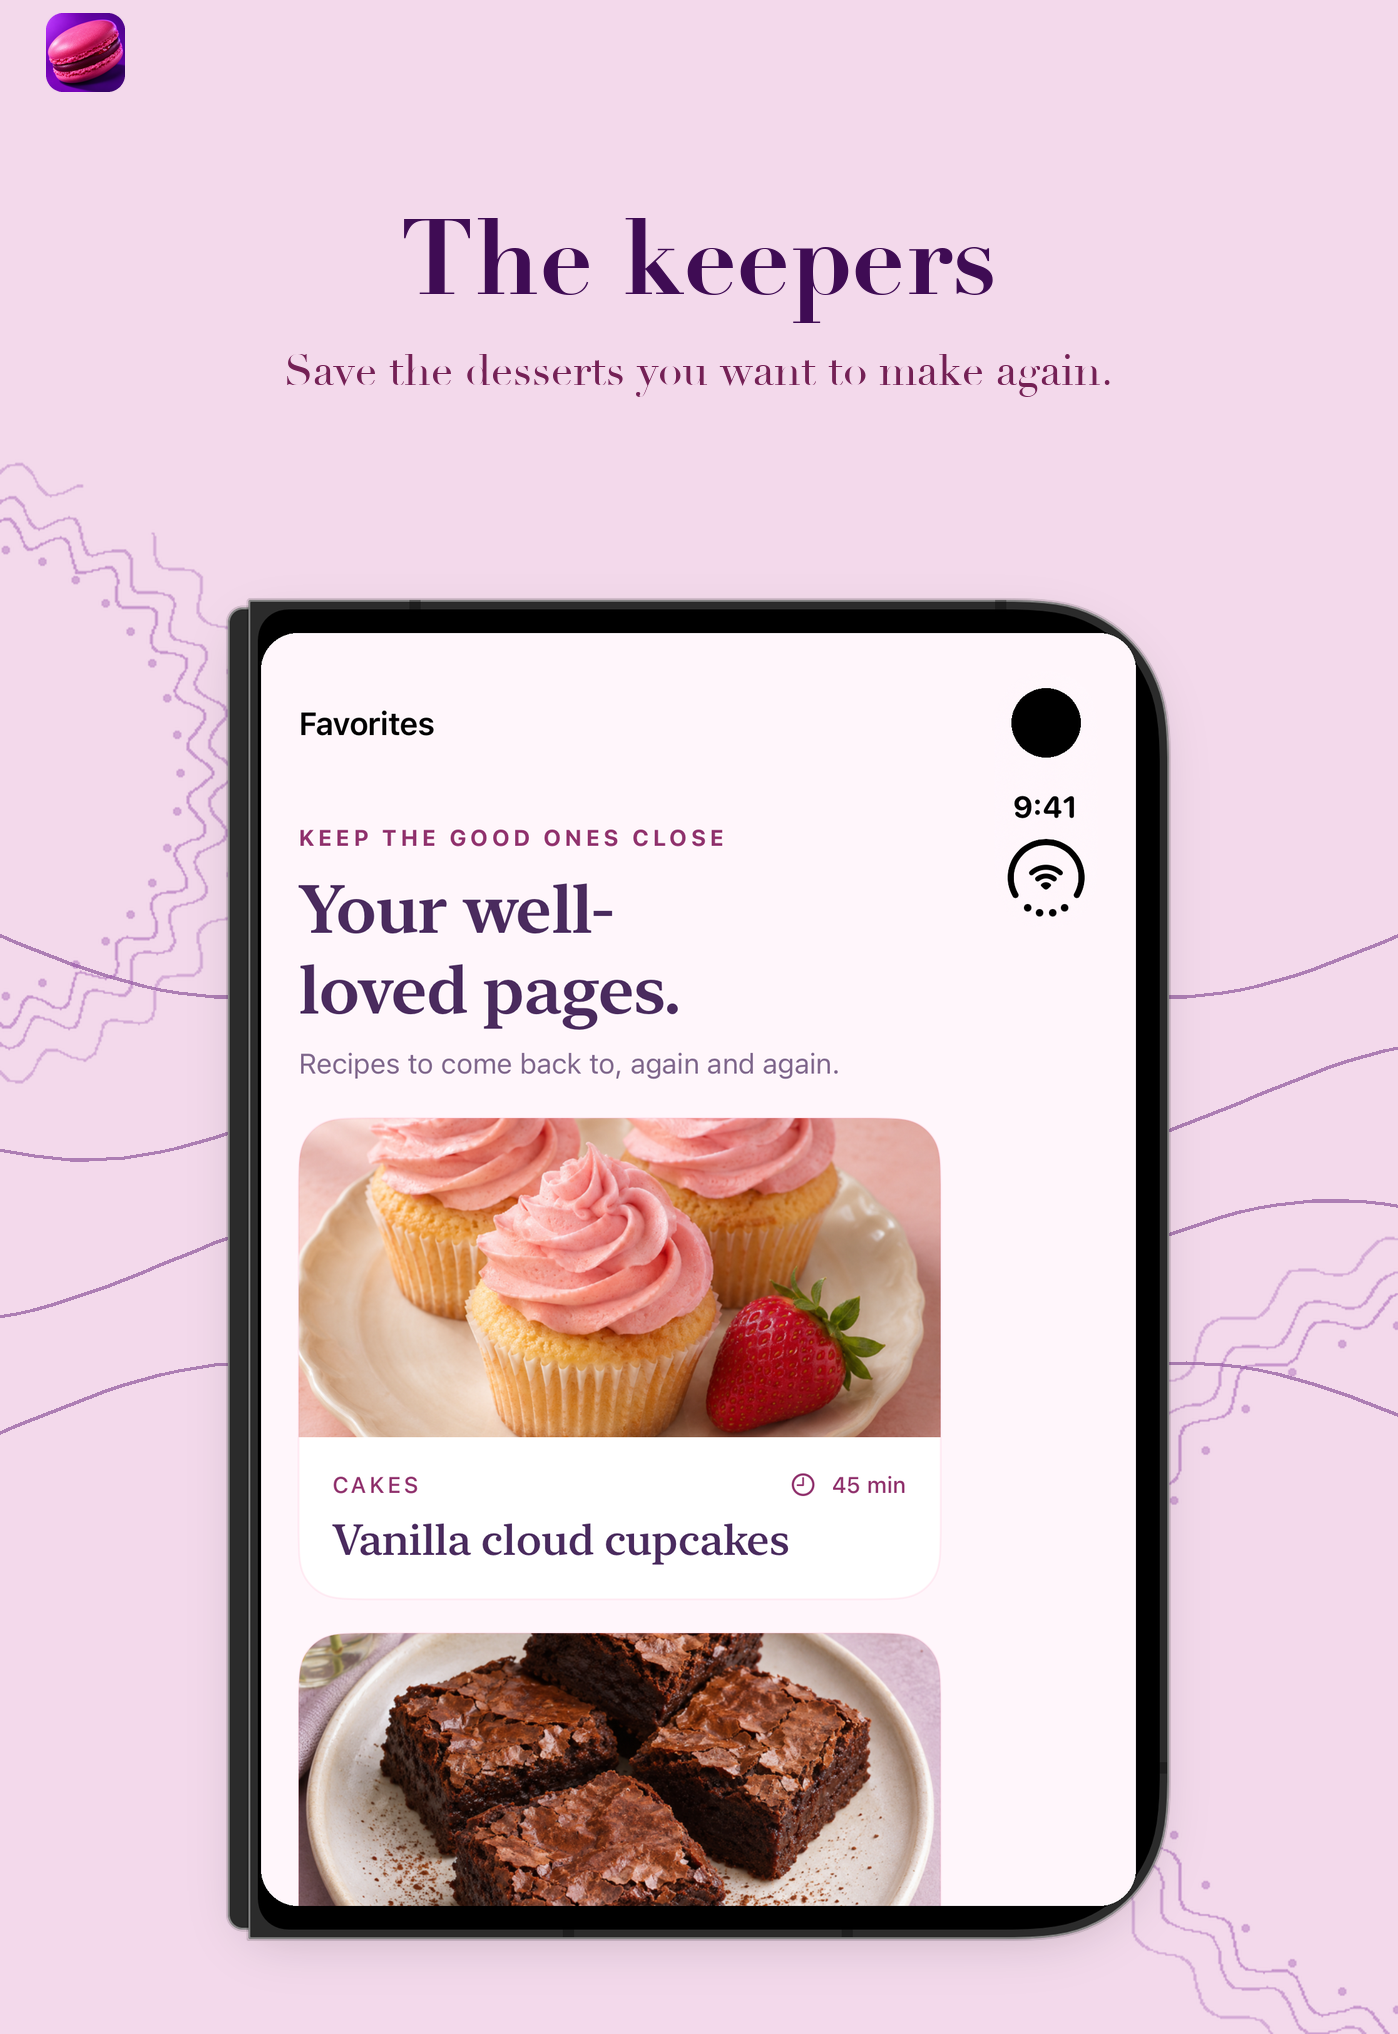 The keepers
Save the desserts you want to make again.
Favorites
9:41
KEEP THE GOOD ONES CLOSE
Your well-
loved pages.
Recipes to come back to, again and again.
CAKES
45 min
Vanilla cloud cupcakes